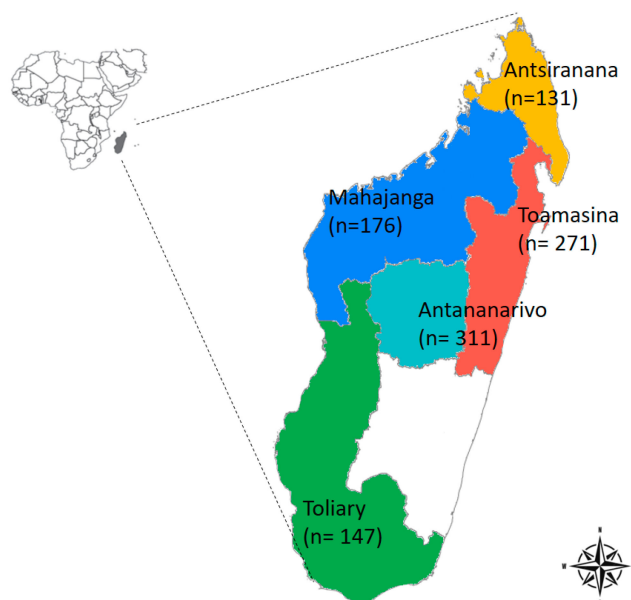 Antsiranana
(n=131)
Mahajanga
(n=176)
Toamasina
(n= 271)
Antananarivo
(n= 311)
Toliary
(n= 147)
N
W